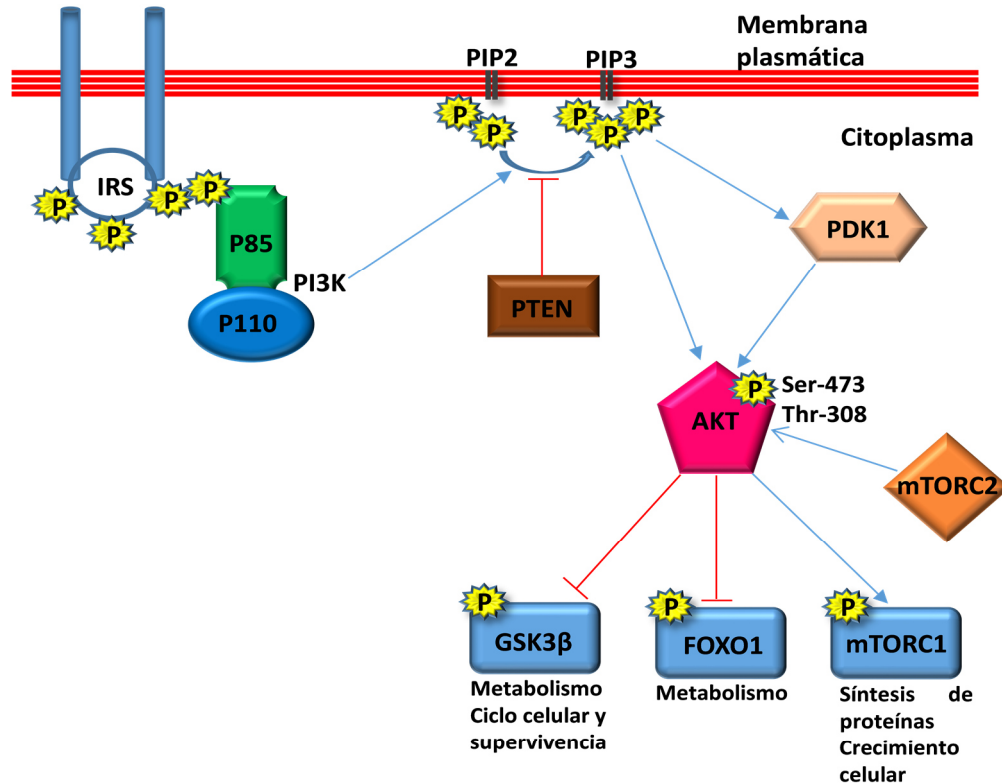 Membrana
plasmática
PIP2
PIP3
P
P
P
P
P
Citoplasma
IRS
P
P
P
P
P85
PI3K
P110
PTEN
PDK1
P
Ser-473
Thr-308
AKT
mTORC2
P
GSK3β
Metabolismo
Ciclo celular y
supervivencia
P
FOXO1
Metabolismo
P
mTORC1
Síntesis de
proteínas
Crecimiento
celular